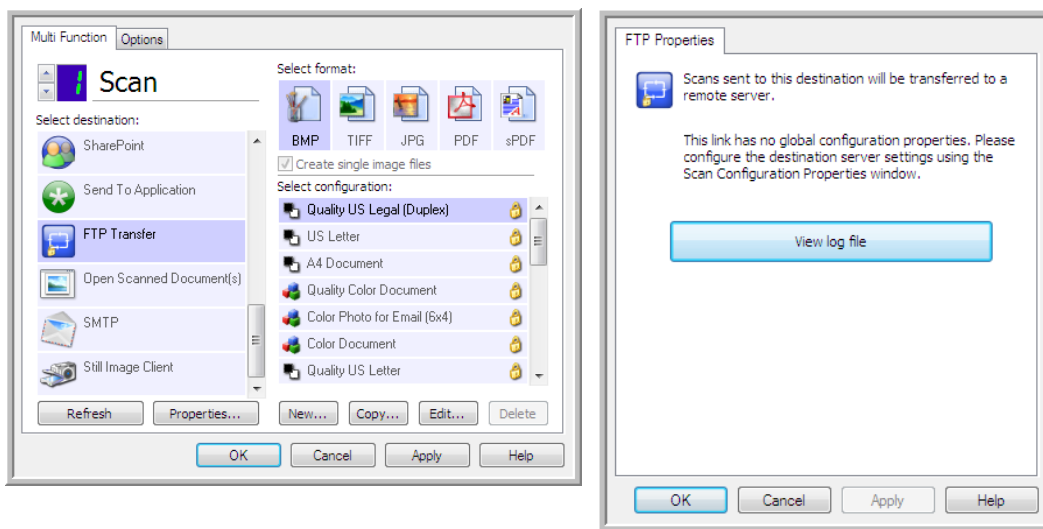 Multi Function
Options
1
Scan
Select destination:
SharePoint
Send To Application
FTP Transfer
Open Scanned Document(s)
SMTP
Still Image Client
Refresh
Properties...
Select format:
BMP
TIFF
JPG
PDF
sPDF
Create single image files
Select configuration:
Quality US Legal (Duplex)
US Letter
A4 Document
Quality Color Document
Color Photo for Email (6x4)
Color Document
Quality US Letter
New...
Copy...
Edit...
Delete
OK
Cancel
Apply
Help
FTP Properties
Scans sent to this destination will be transferred to a
remote server.
This link has no global configuration properties. Please
configure the destination server settings using the
Scan Configuration Properties window.
View log file
OK
Cancel
Apply
Help